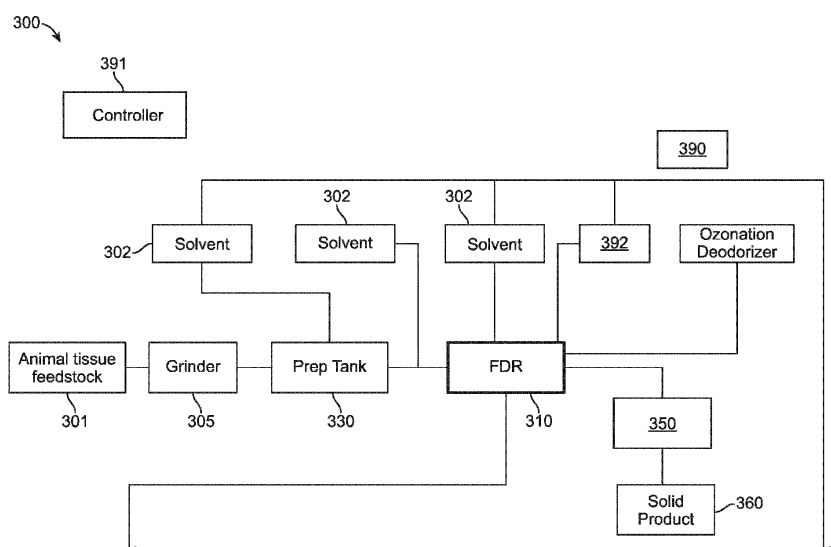 300
391
Controller
390
302
302
302
Solvent
Solvent
Solvent
392
Ozonation
Deodorizer
Animal tissue
feedstock
Grinder
Prep Tank
FDR
301
305
330
310
350
Solid
Product
360